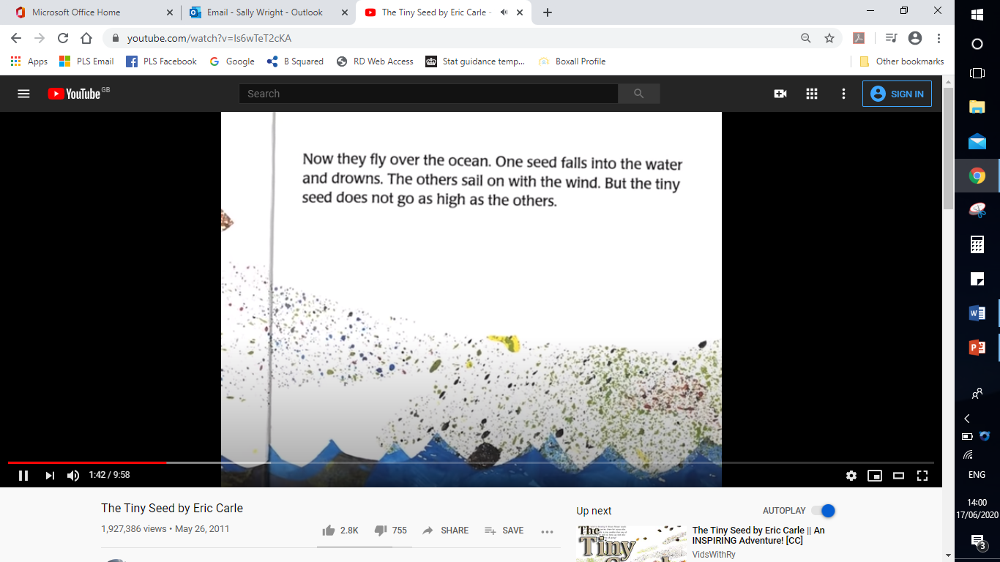 Microsoft Office Home
Email - Sally Wright - Outlook
The Tiny Seed by Eric Carle -
youtube.com/watch?v=Is6wTeT2cKA
Apps
PLS Email
PLS Facebook
Google
B Squared
RD Web Access
Stat guidance temp...
Boxall Profile
Other bookmarks
YouTube GB
Search
SIGN IN
Now they fly over the ocean. One seed falls into the water
and drowns. The others sail on with the wind. But the tiny
seed does not go as high as the others.
1:42 / 9:58
ENG
14:00
17/06/2020
3
The Tiny Seed by Eric Carle
1,927,386 views • May 26, 2011
2.8K
755
SHARE
SAVE
Up next
AUTOPLAY
The
Tiny
The Tiny Seed by Eric Carle || An
INSPIRING Adventure! [CC]
VidsWithRy